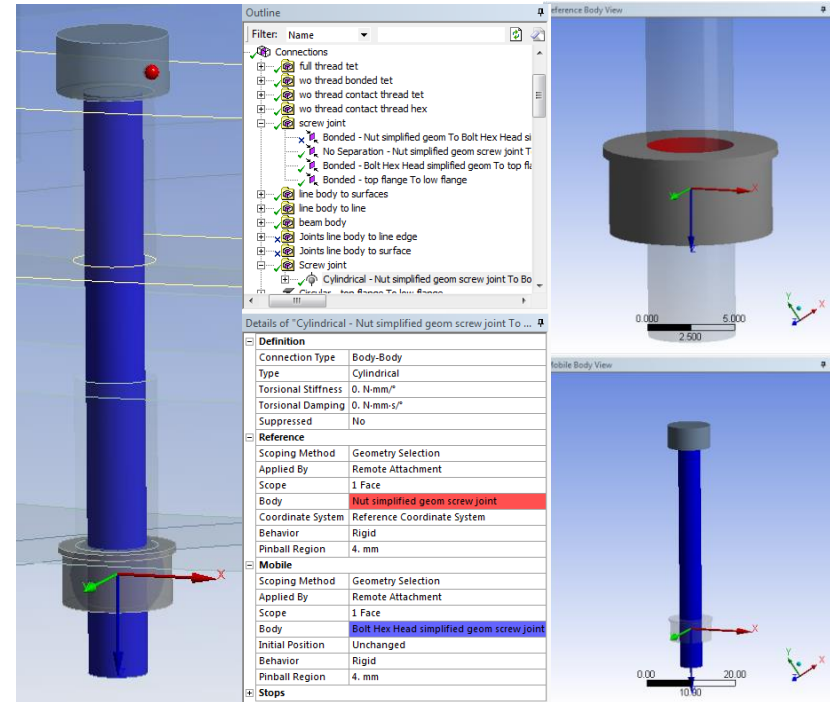 Outline
Filter: Name
Connections
full thread tet
wo thread bonded tet
wo thread contact thread tet
wo thread contact thread hex
screw joint
Bonded - Nut simplified geom To Bolt Hex Head si
No Separation - Nut simplified geom screw joint T
Bonded - Bolt Hex Head simplified geom To top fla
Bonded - top flange To low flange
line body to surfaces
line body to line
beam body
Joints line body to line edge
Joints line body to surface
Screw joint
Cylindrical - Nut simplified geom screw joint To Bo
Circular - top flange To low flange
Details of "Cylindrical - Nut simplified geom screw joint To ...
Definition
Connection Type Body-Body
Type Cylindrical
Torsional Stiffness 0. N·mm/°
Torsional Damping 0. N·mm·s/°
Suppressed No
Reference
Scoping Method Geometry Selection
Applied By Remote Attachment
Scope 1 Face
Body Nut simplified geom screw joint
Coordinate System Reference Coordinate System
Behavior Rigid
Pinball Region 4. mm
Mobile
Scoping Method Geometry Selection
Applied By Remote Attachment
Scope 1 Face
Body Bolt Hex Head simplified geom screw joint
Initial Position Unchanged
Behavior Rigid
Pinball Region 4. mm
Stops
X
Y
Z
Reference Body View
X
Y
Z
0.000 5.000
2.500
Y
X
Z
Mobile Body View
X
Y
0.00 20.00
10.00
Y
X
Z